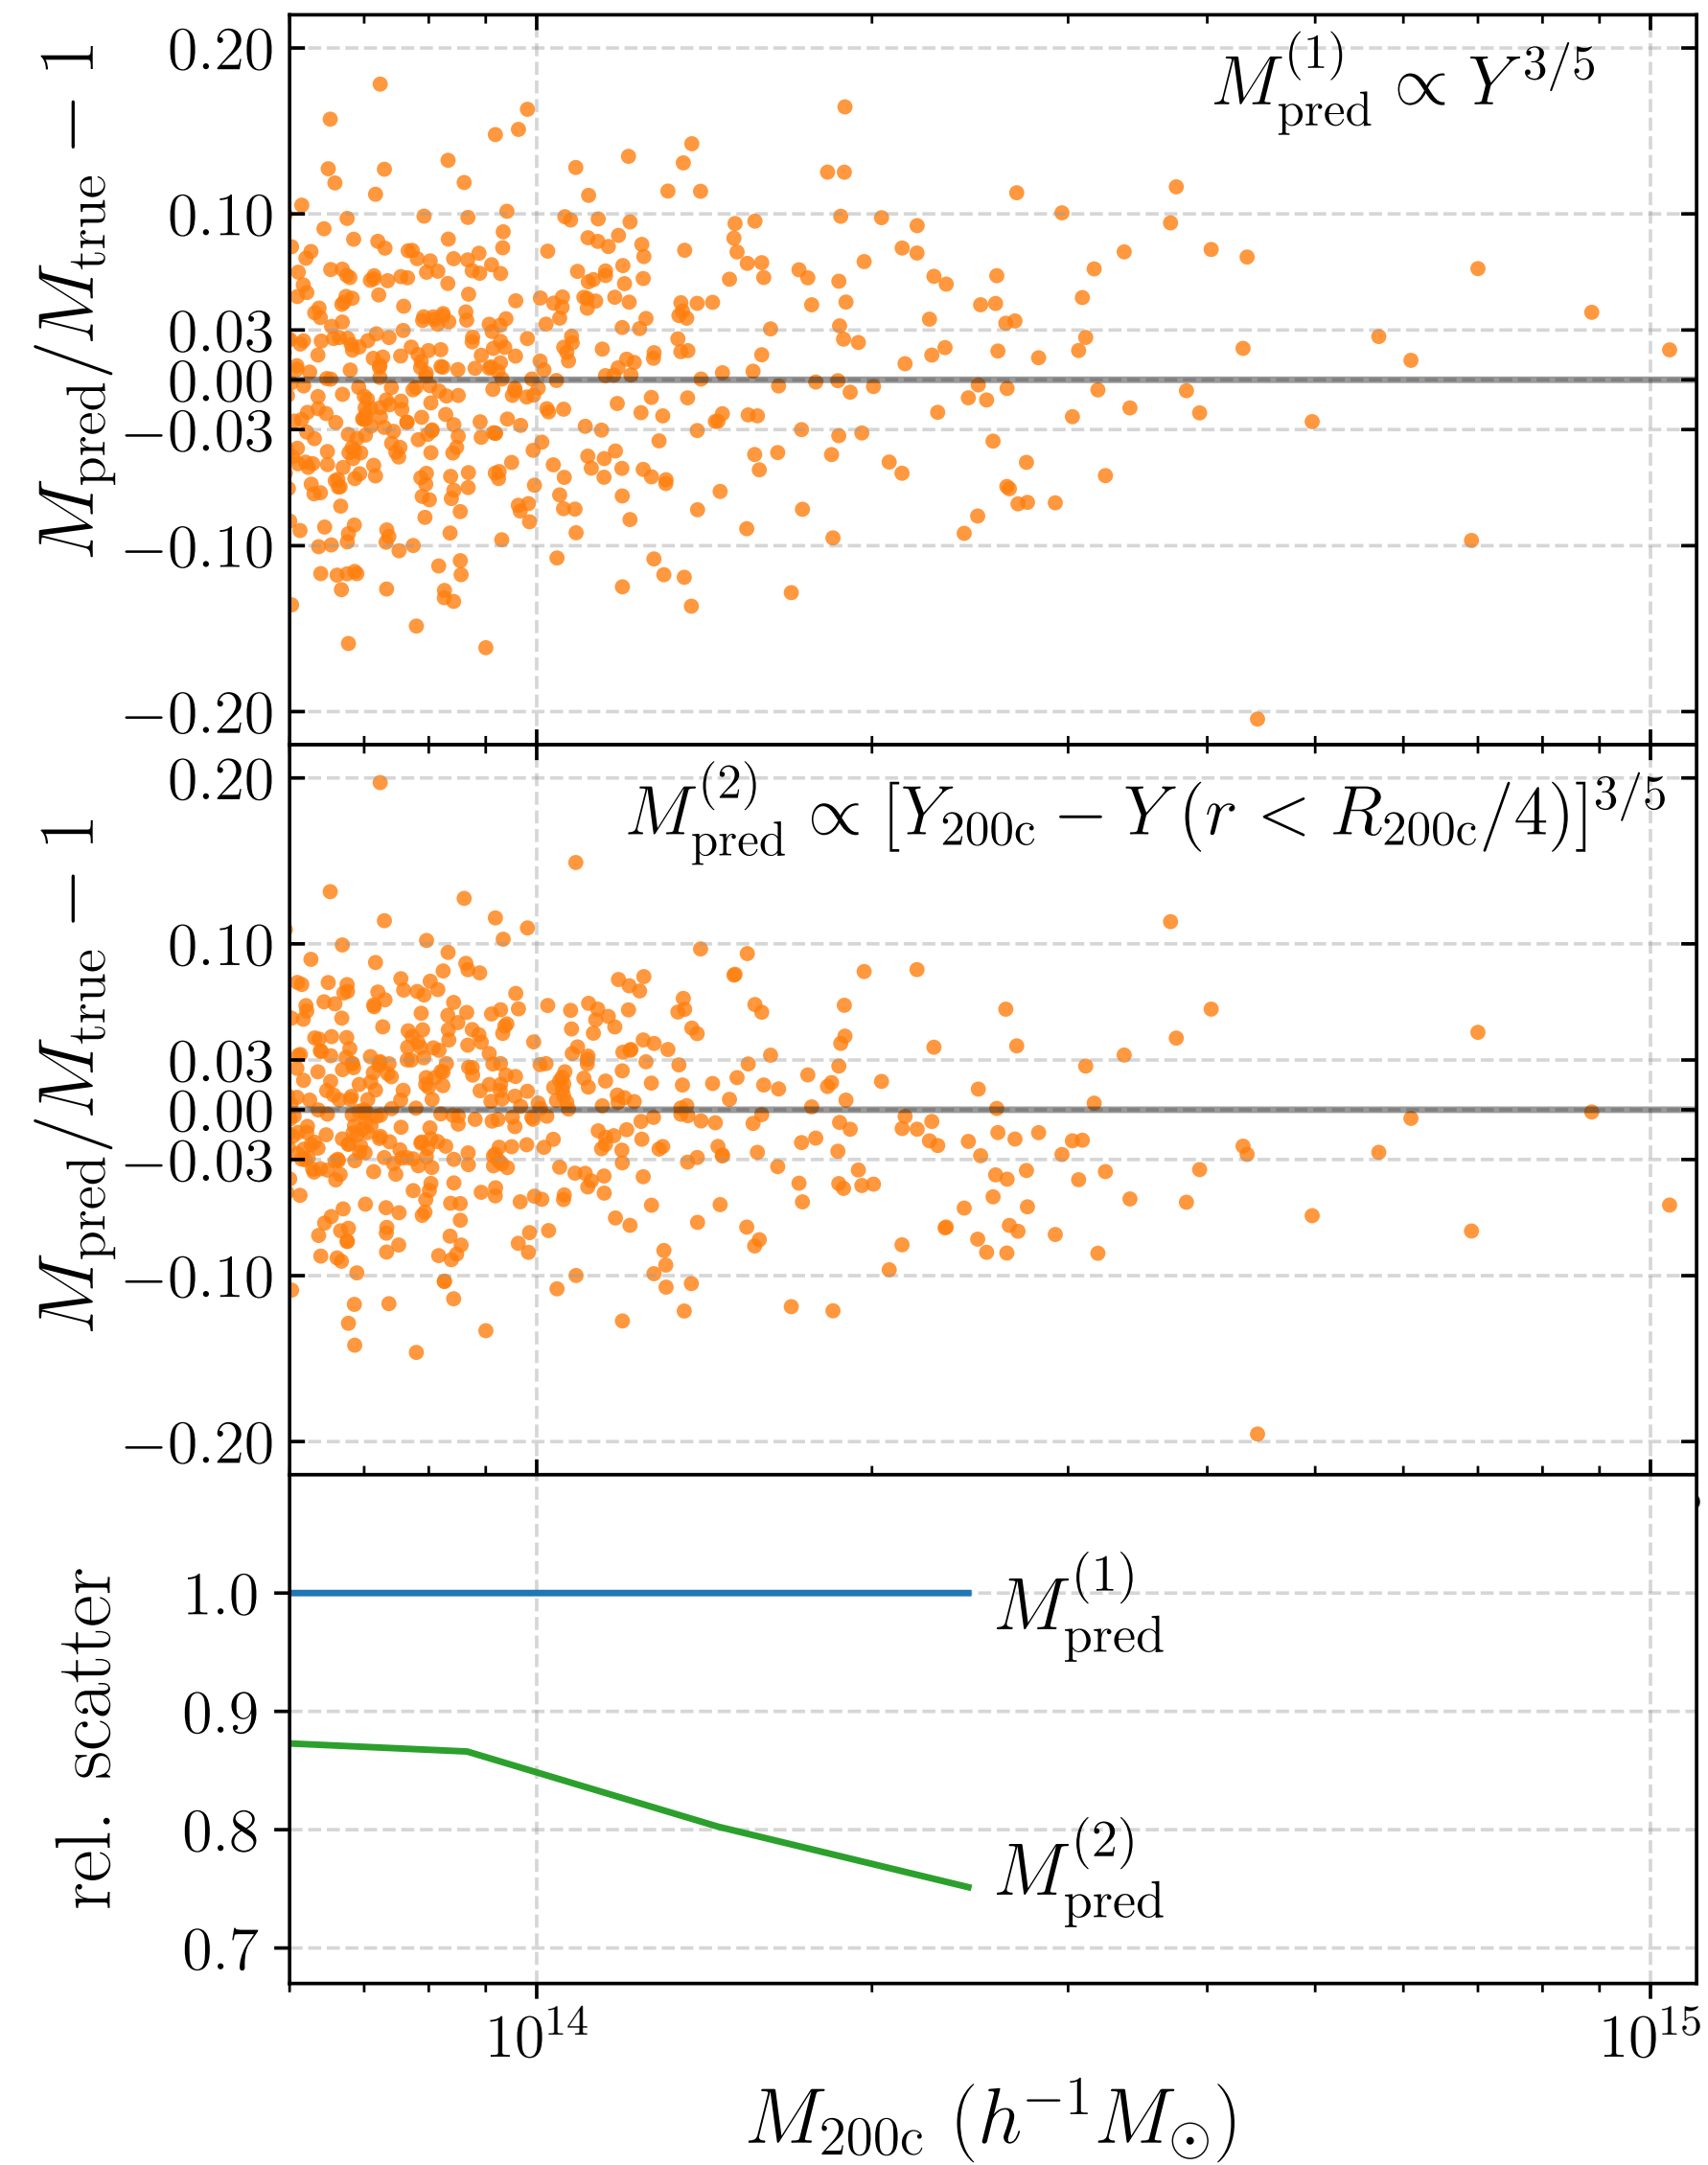 M_pred^(1) ∝ Y^3/5
0.20
0.10
0.03
0.00
−0.03
−0.10
−0.20
M_pred/M_true − 1
M_pred^(2) ∝ [Y_200c − Y(r < R_200c/4)]^3/5
0.20
0.10
0.03
0.00
−0.03
−0.10
−0.20
M_pred/M_true − 1
1.0
0.9
0.8
0.7
rel. scatter
M_pred^(1)
M_pred^(2)
10^14
10^15
M_200c (h^−1 M_⊙)